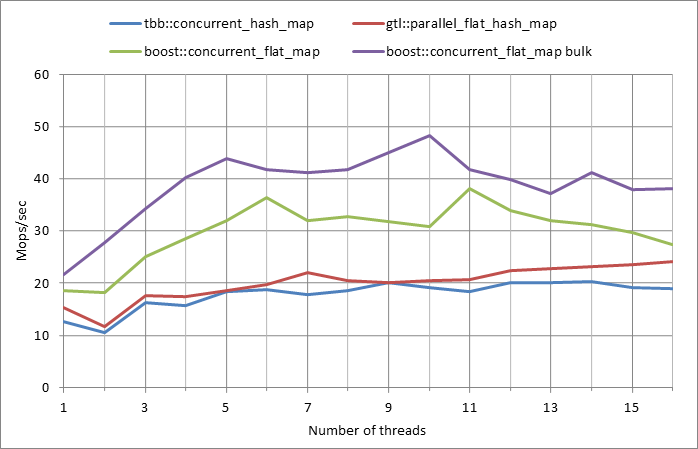 tbb::concurrent_hash_map gtl::parallel_flat_hash_map
boost::concurrent_flat_map boost::concurrent_flat_map bulk
60
50
40
30
20
10
0
Mops/sec
1 3 5 7 9 11 13 15
Number of threads